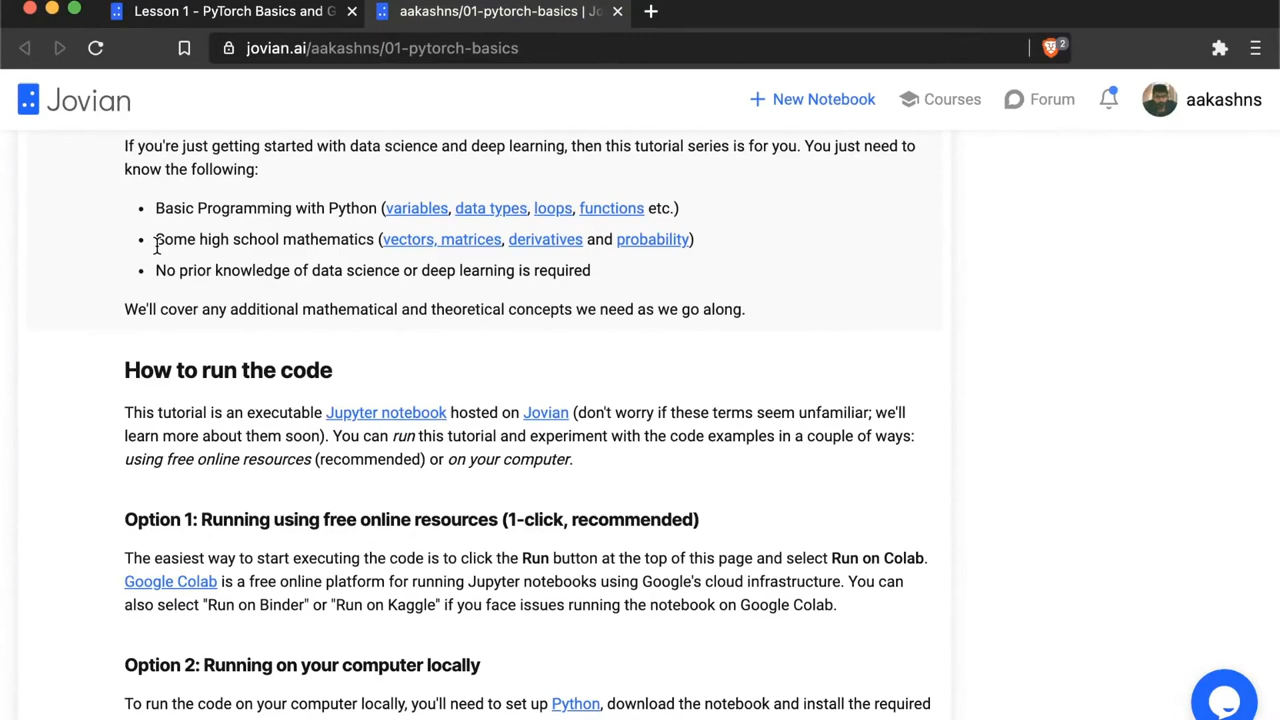 Lesson 1 - PyTorch Basics and G
aakashns/01-pytorch-basics | Jo
jovian.ai/aakashns/01-pytorch-basics
2
Jovian
New Notebook
Courses
Forum
aakashns
If you're just getting started with data science and deep learning, then this tutorial series is for you. You just need to
know the following:
• Basic Programming with Python (variables, data types, loops, functions etc.)
• Some high school mathematics (vectors, matrices, derivatives and probability)
• No prior knowledge of data science or deep learning is required
We'll cover any additional mathematical and theoretical concepts we need as we go along.
How to run the code
This tutorial is an executable Jupyter notebook hosted on Jovian (don't worry if these terms seem unfamiliar; we'll
learn more about them soon). You can run this tutorial and experiment with the code examples in a couple of ways:
using free online resources (recommended) or on your computer.
Option 1: Running using free online resources (1-click, recommended)
The easiest way to start executing the code is to click the Run button at the top of this page and select Run on Colab.
Google Colab is a free online platform for running Jupyter notebooks using Google's cloud infrastructure. You can
also select "Run on Binder" or "Run on Kaggle" if you face issues running the notebook on Google Colab.
Option 2: Running on your computer locally
To run the code on your computer locally, you'll need to set up Python, download the notebook and install the required